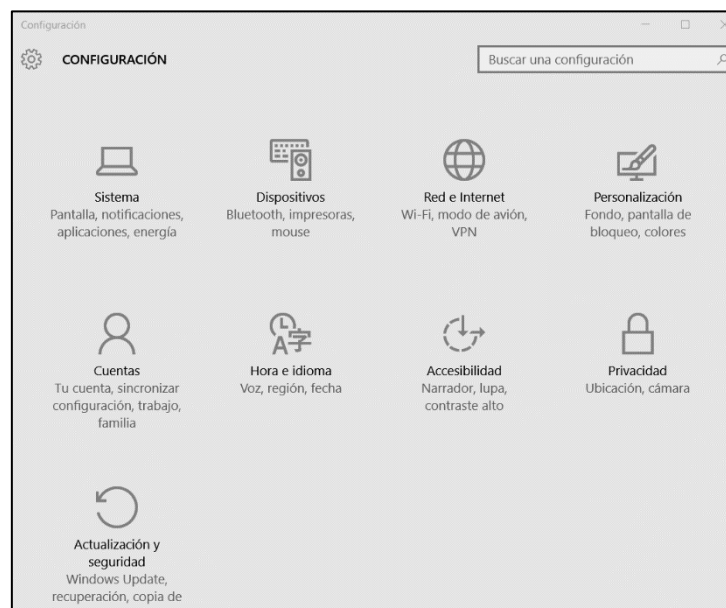 Configuración
CONFIGURACIÓN
Buscar una configuración
Sistema
Pantalla, notificaciones,
aplicaciones, energía
Dispositivos
Bluetooth, impresoras,
mouse
Red e Internet
Wi-Fi, modo de avión,
VPN
Personalización
Fondo, pantalla de
bloqueo, colores
Cuentas
Tu cuenta, sincronizar
configuración, trabajo,
familia
Hora e idioma
Voz, región, fecha
Accesibilidad
Narrador, lupa,
contraste alto
Privacidad
Ubicación, cámara
Actualización y
seguridad
Windows Update,
recuperación, copia de